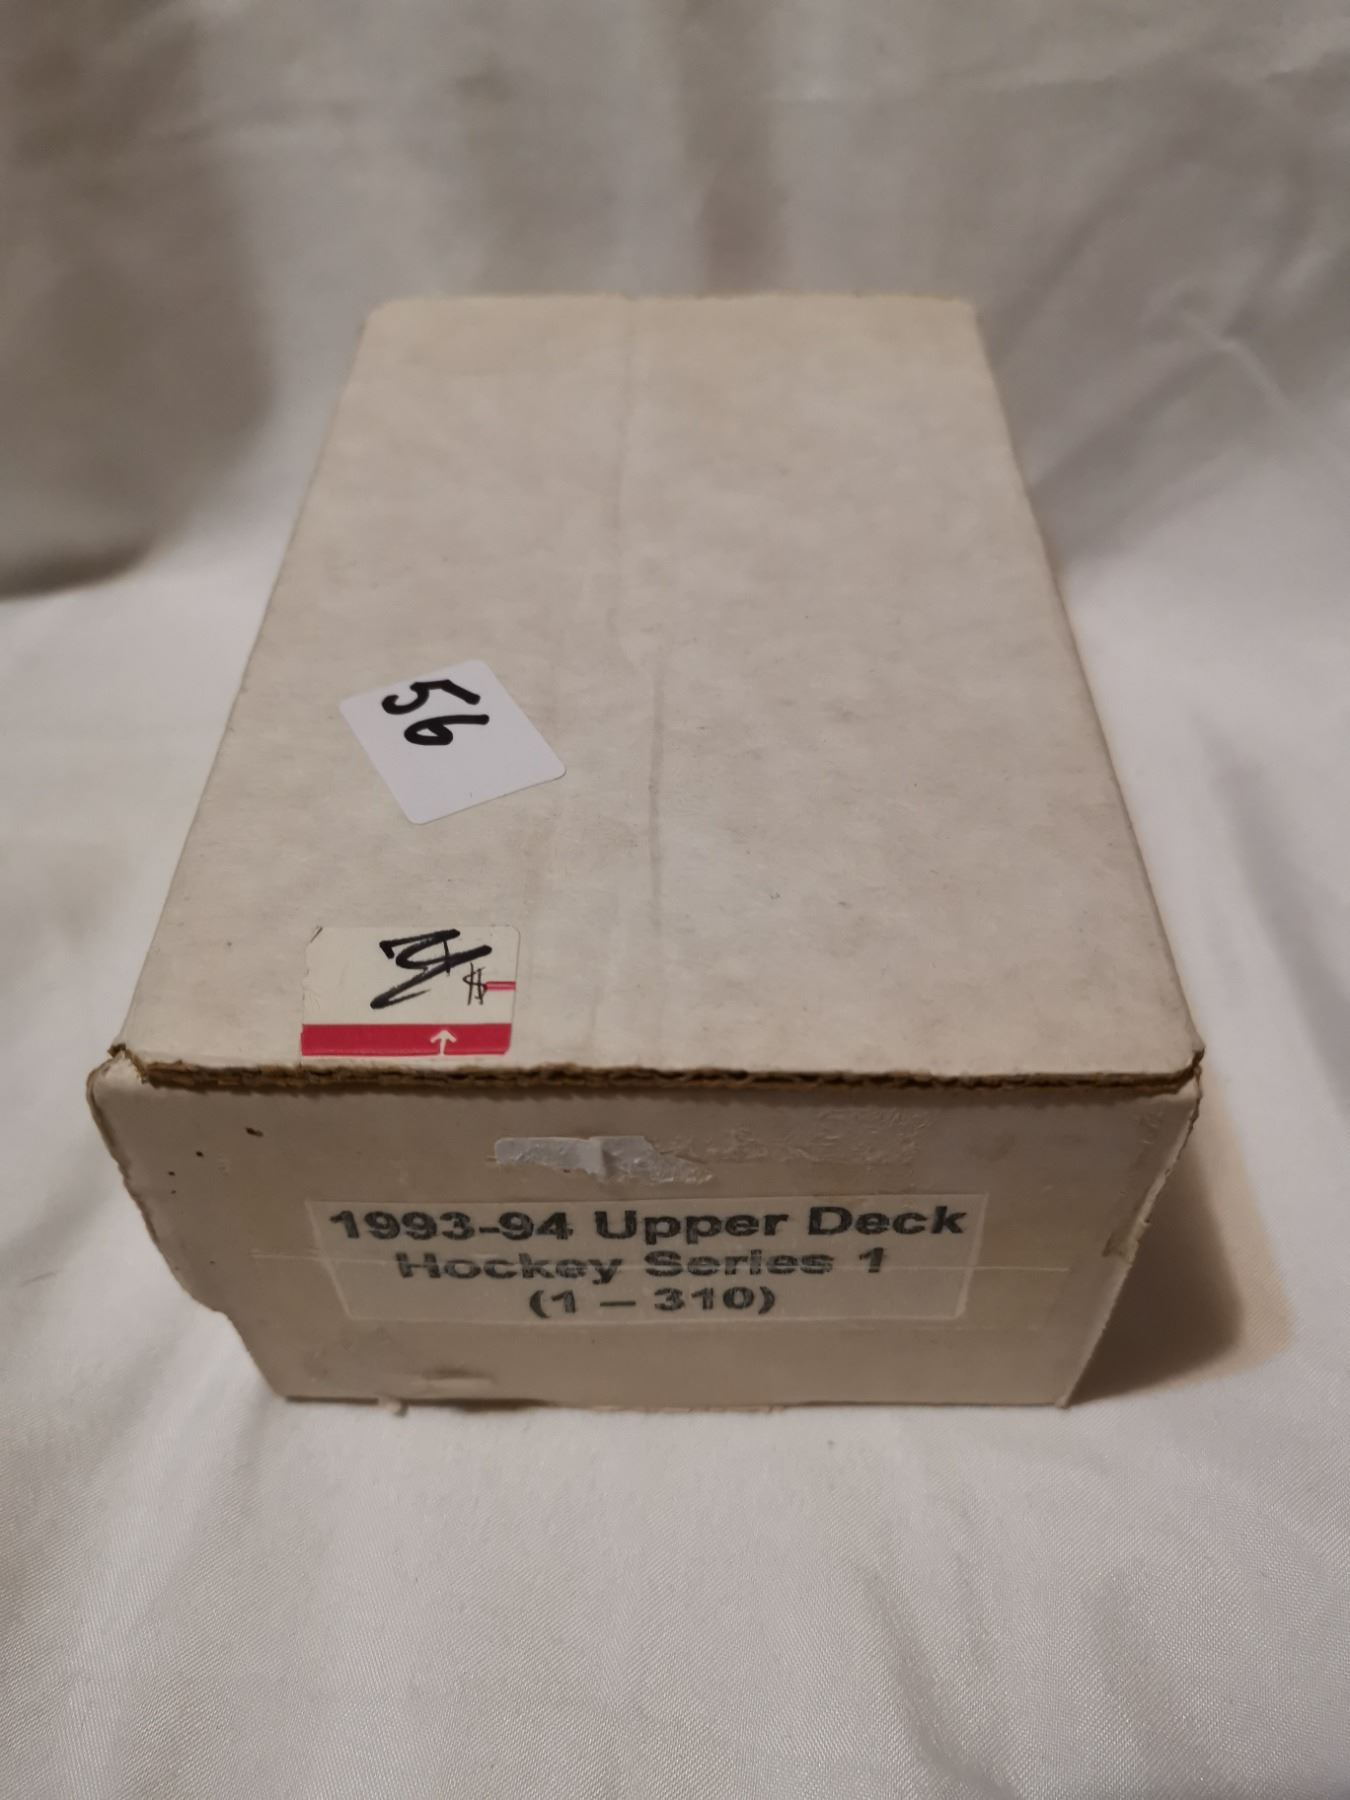 56
$
1993-94 Upper Deck
Hockey Series 1
(1 – 310)